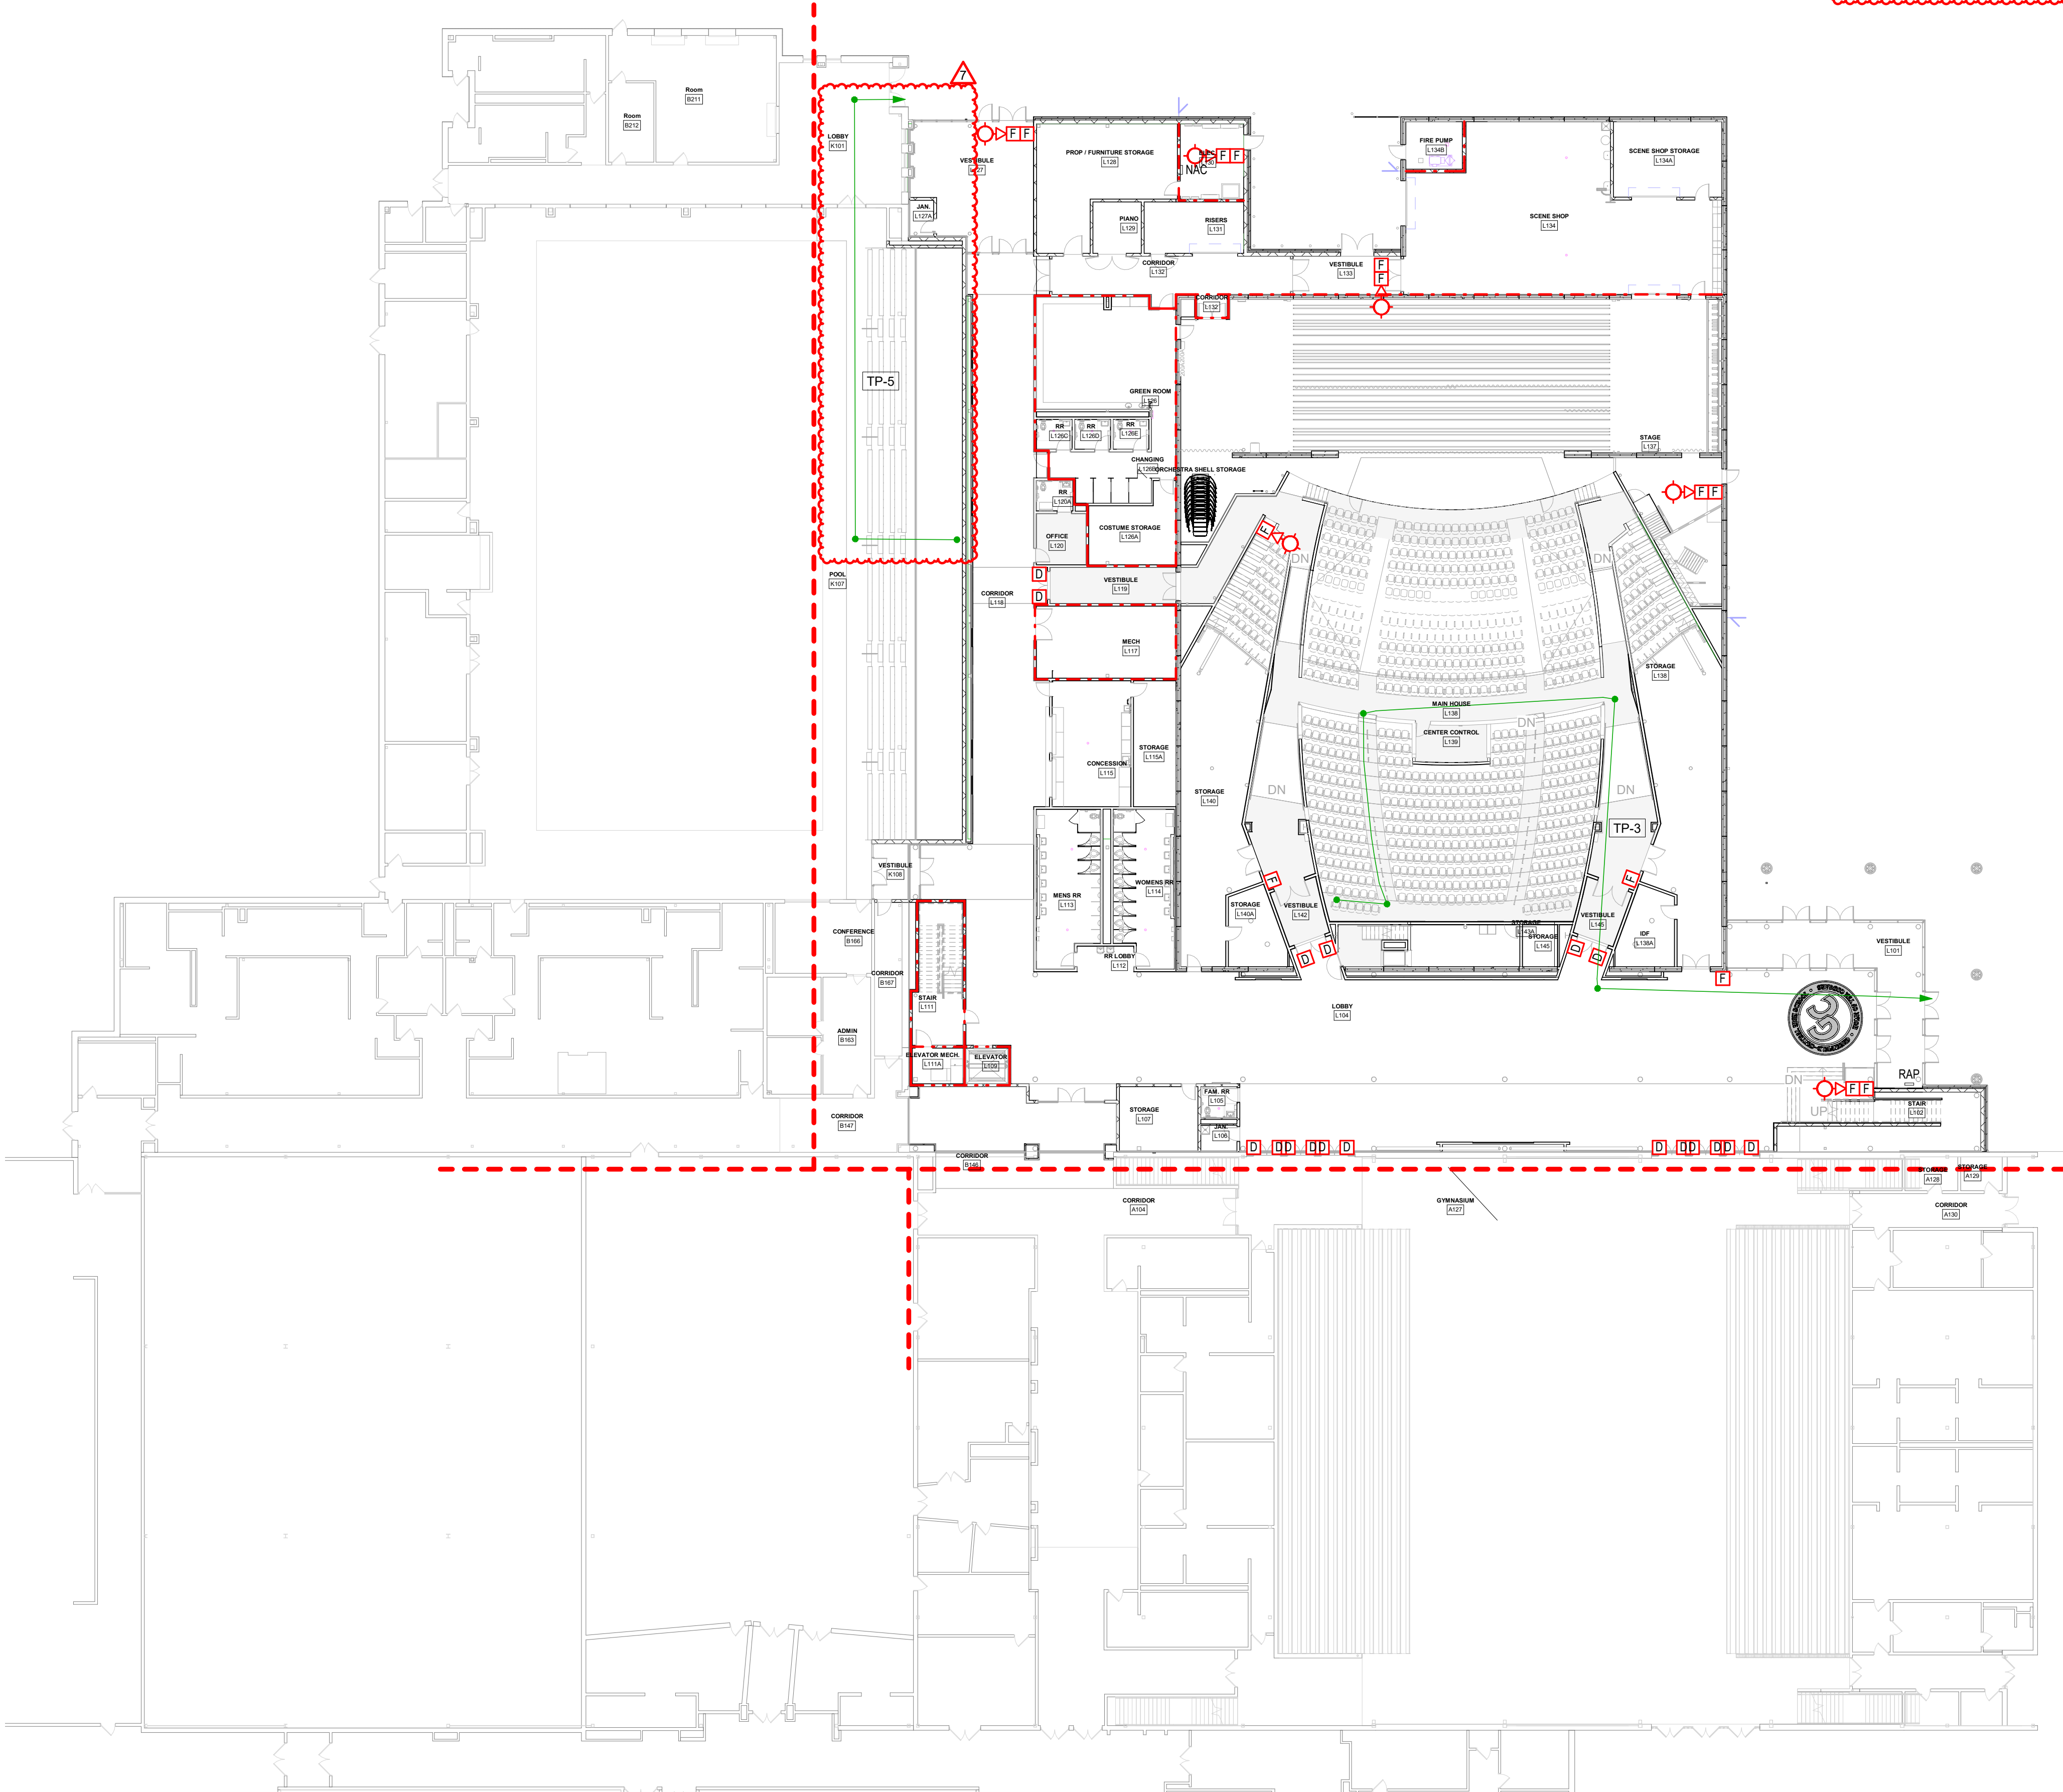 7
Room
B211
Room
B212
LOBBY
K101
F F
VESTIBULE
PROP / FURNITURE STORAGE
L128
F F
NAC
FIRE PUMP
L134B
SCENE SHOP STORAGE
L134A
JAN.
L127A
PIANO
L129
RISERS
L131
SCENE SHOP
L134
CORRIDOR
L132
VESTIBULE
L133
F
F
CORRIDOR
L132
TP-5
GREEN ROOM
L126
RR
L126C
RR
L126D
RR
L126E
STAGE
L137
CHANGING
L126B
ORCHESTRA SHELL STORAGE
RR
L120A
F F
COSTUME STORAGE
L126A
F
OFFICE
L120
DN
DN
POOL
K107
D
VESTIBULE
L119
CORRIDOR
L118
D
MECH
L117
STORAGE
L138
MAIN HOUSE
L138
DN
CENTER CONTROL
L139
STORAGE
L115A
CONCESSION
L115
STORAGE
L140
DN
DN
TP-3
VESTIBULE
K108
MENS RR
L113
WOMENS RR
L114
F
F
STORAGE
L140A
VESTIBULE
L142
STORAGE
L143A
STORAGE
L145
VESTIBULE
L145
IDF
L138A
CONFERENCE
B166
VESTIBULE
L101
D
D
D
D
RR LOBBY
L112
CORRIDOR
B167
F
STAIR
L111
LOBBY
L104
ADMIN
B163
ELEVATOR MECH.
L111A
ELEVATOR
L109
RAP
DN
F F
FAM. RR
L105
STORAGE
L107
UP
STAIR
L102
CORRIDOR
B147
JAN.
L106
D D D D D D
D D D D D D
CORRIDOR
B146
STORAGE
A128
STORAGE
A129
CORRIDOR
A104
GYMNASIUM
A127
CORRIDOR
A130